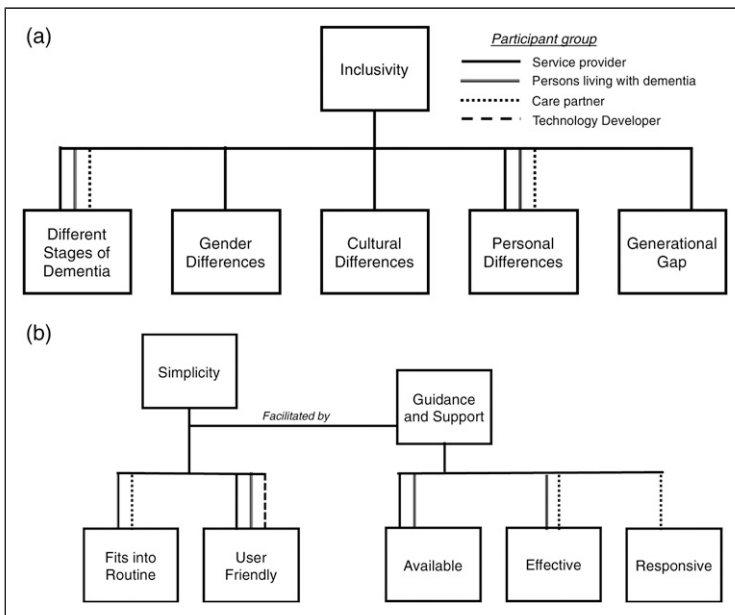 (a)
Inclusivity
Participant group
Service provider
Persons living with dementia
Care partner
Technology Developer
Different
Stages of
Dementia
Gender
Differences
Cultural
Differences
Personal
Differences
Generational
Gap
(b)
Simplicity
Facilitated by
Guidance
and Support
Fits into
Routine
User
Friendly
Available
Effective
Responsive